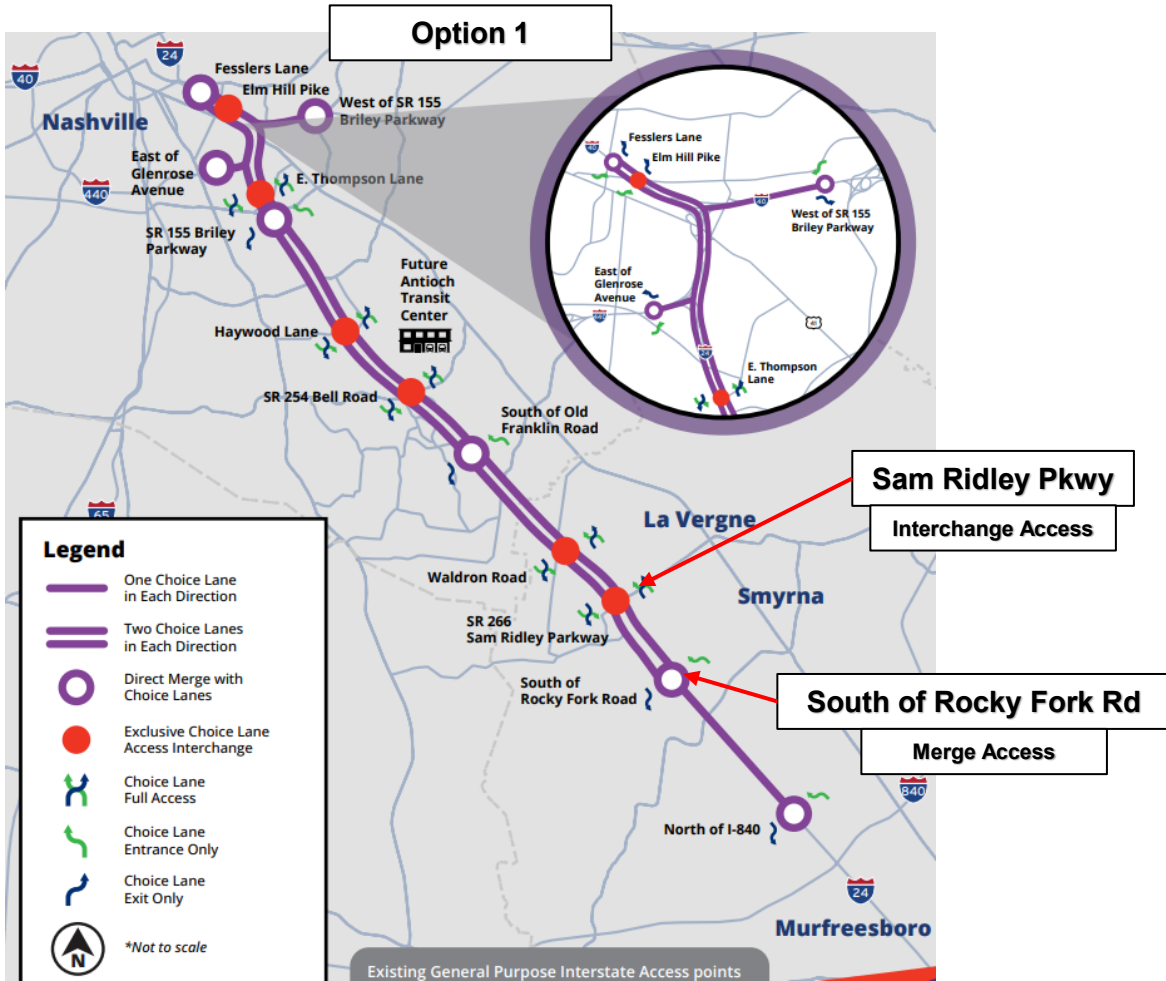 Option 1
24
40
Fesslers Lane
Elm Hill Pike
West of SR 155
Briley Parkway
Nashville
East of
Glenrose
Avenue
440
E. Thompson Lane
SR 155 Briley
Parkway
Future
Antioch
Transit
Center
Haywood Lane
SR 254 Bell Road
South of Old
Franklin Road
Fesslers Lane
40
Elm Hill Pike
40
West of SR 155
Briley Parkway
East of
Glenrose
Avenue
440
41
24
E. Thompson
Lane
Sam Ridley Pkwy
Interchange Access
La Vergne
Waldron Road
Smyrna
SR 266
Sam Ridley Parkway
South of
Rocky Fork Road
South of Rocky Fork Rd
Merge Access
840
North of I-840
24
Murfreesboro
65
Legend
One Choice Lane
in Each Direction
Two Choice Lanes
in Each Direction
Direct Merge with
Choice Lanes
Exclusive Choice Lane
Access Interchange
Choice Lane
Full Access
Choice Lane
Entrance Only
Choice Lane
Exit Only
N
*Not to scale
Existing General Purpose Interstate Access points